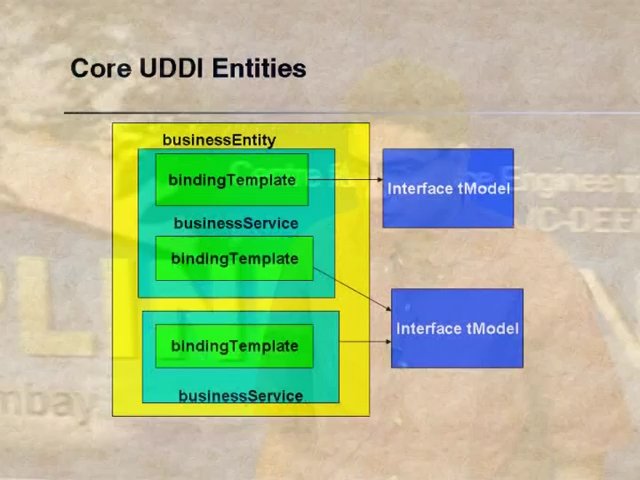 Core UDDI Entities
businessEntity
bindingTemplate
Interface tModel
businessService
bindingTemplate
Interface tModel
bindingTemplate
businessService